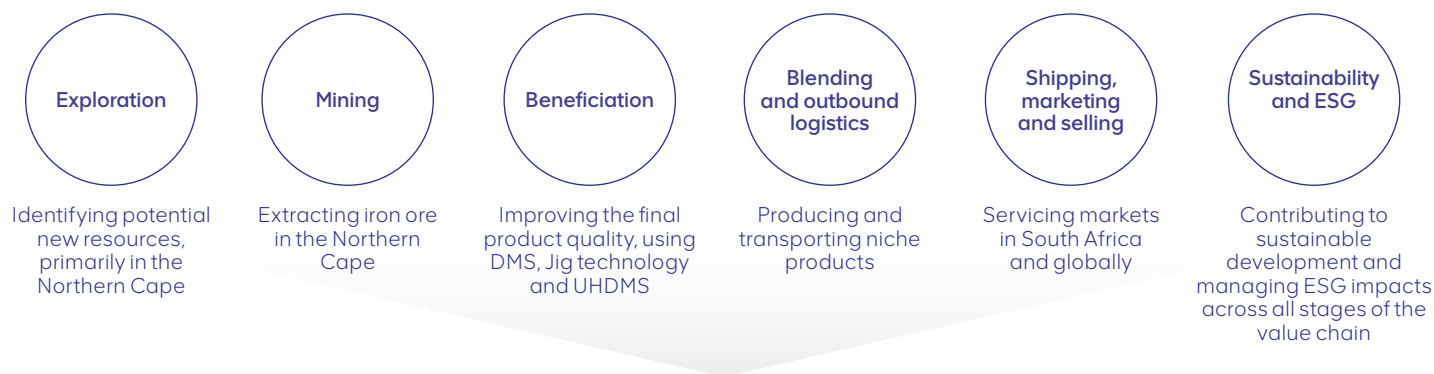 Exploration
Identifying potential
new resources,
primarily in the
Northern Cape
Mining
Extracting iron ore
in the Northern
Cape
Beneficiation
Improving the final
product quality, using
DMS, Jig technology
and UHDMS
Blending
and outbound
logistics
Producing and
transporting niche
products
Shipping,
marketing
and selling
Servicing markets
in South Africa
and globally
Sustainability
and ESG
Contributing to
sustainable
development and
managing ESG impacts
across all stages of the
value chain